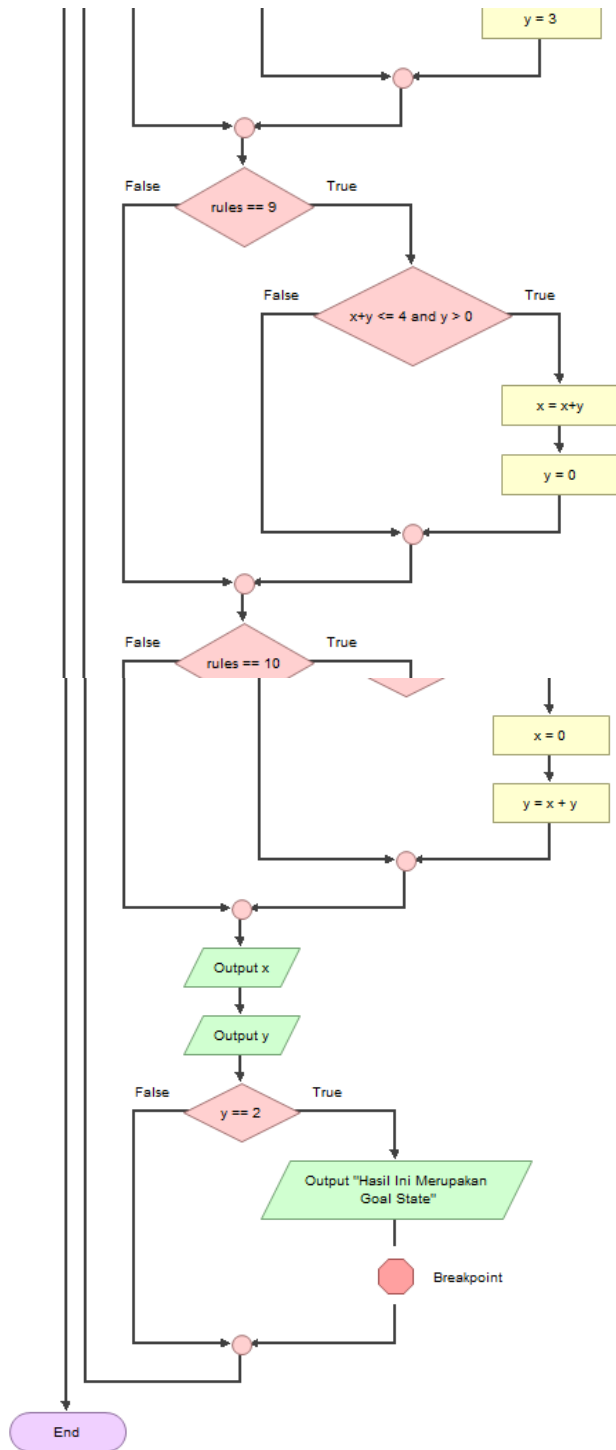 y = 3
False
True
rules == 9
False
True
x+y <= 4 and y > 0
x = x+y
y = 0
False
True
rules == 10
x = 0
y = x + y
Output x
Output y
False
True
y == 2
Output "Hasil Ini Merupakan
Goal State"
Breakpoint
End